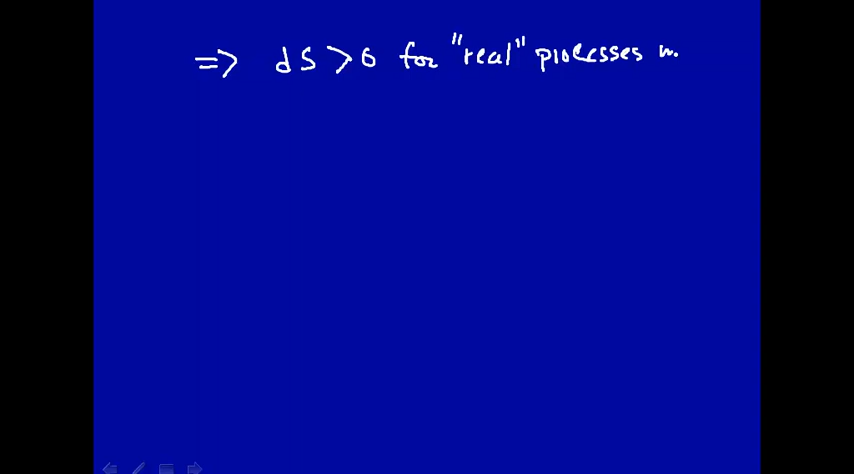 => dS > 0 for "real" processes